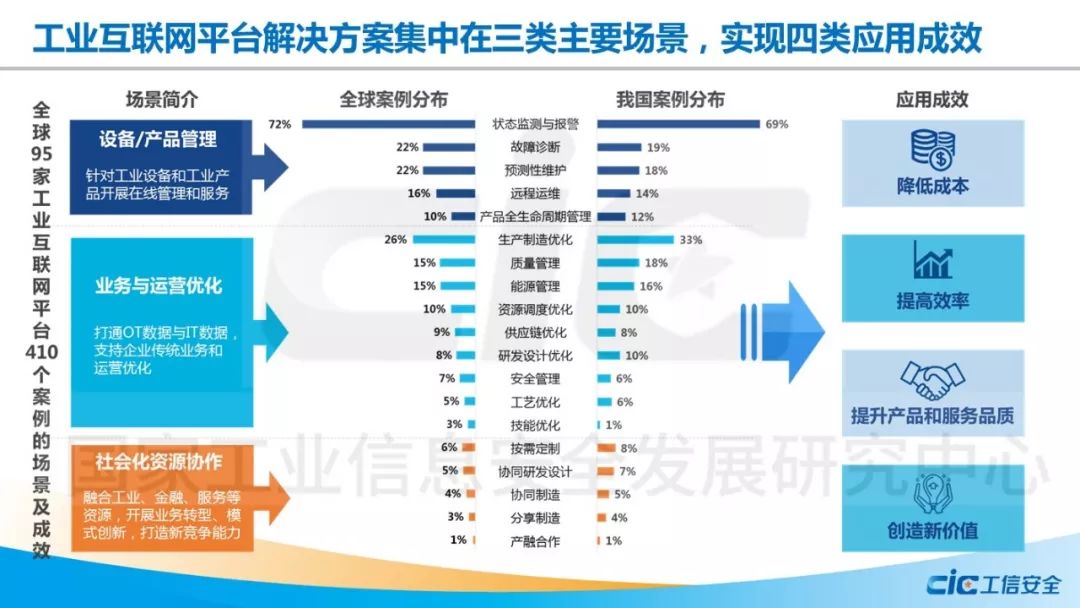 工业互联网平台解决方案集中在三类主要场景，实现四类应用成效
全球95家工业互联网平台410个案例的场景及成效
场景简介
全球案例分布
我国案例分布
应用成效
设备/产品管理
针对工业设备和工业产
品开展在线管理和服务
72% 状态监测与报警 69%
22% 故障诊断 19%
22% 预测性维护 18%
16% 远程运维 14%
10% 产品全生命周期管理 12%
业务与运营优化
打通OT数据与IT数据，
支持企业传统业务和
运营优化
26% 生产制造优化 33%
15% 质量管理 18%
15% 能源管理 16%
10% 资源调度优化 10%
9% 供应链优化 8%
8% 研发设计优化 10%
7% 安全管理 6%
5% 工艺优化 6%
3% 技能优化 1%
社会化资源协作
融合工业、金融、服务等
资源，开展业务转型、模
式创新，打造新竞争能力
6% 按需定制 8%
5% 协同研发设计 7%
4% 协同制造 5%
3% 分享制造 4%
1% 产融合作 1%
降低成本
提高效率
提升产品和服务品质
创造新价值
CIC
国家工业信息安全发展研究中心
CIC 工信安全